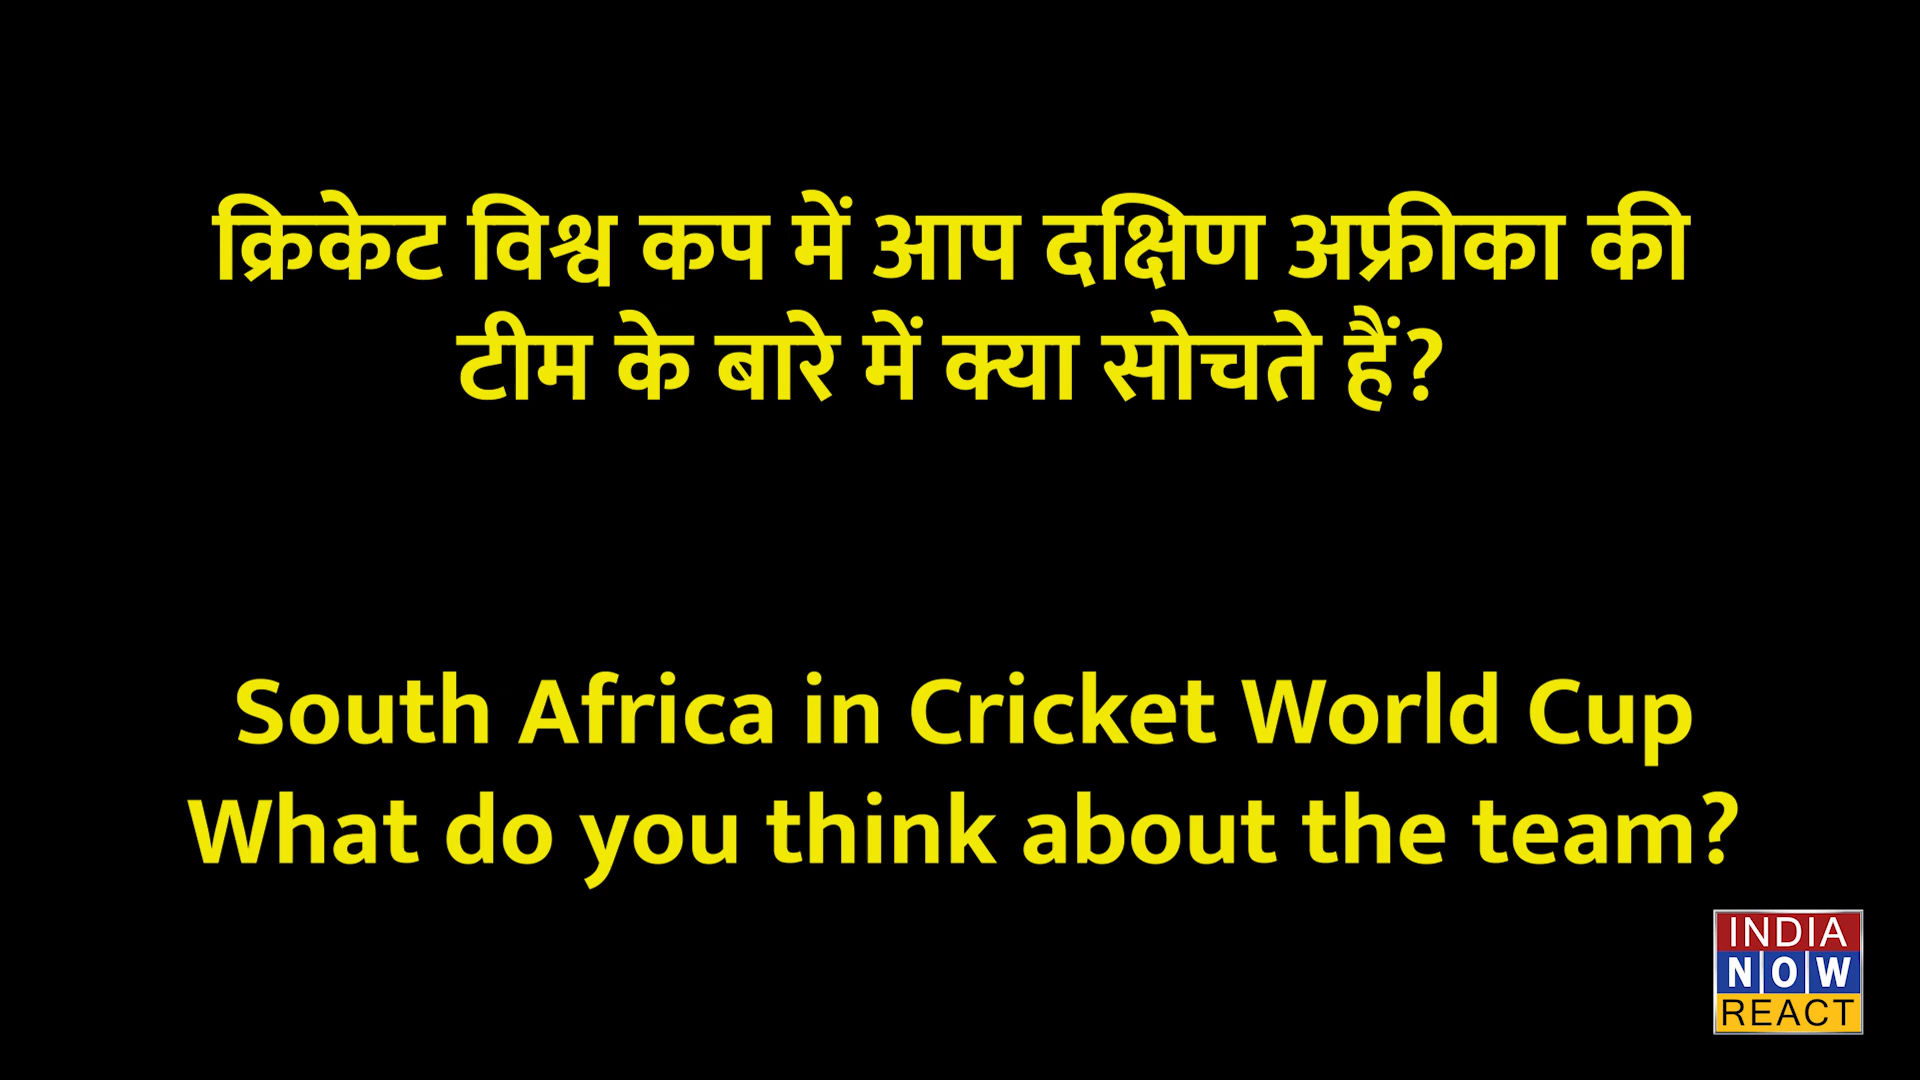 क्रिकेट विश्व कप में आप दक्षिण अफ्रीका की
टीम के बारे में क्या सोचते हैं?
South Africa in Cricket World Cup
What do you think about the team?
INDIA
NOW
REACT